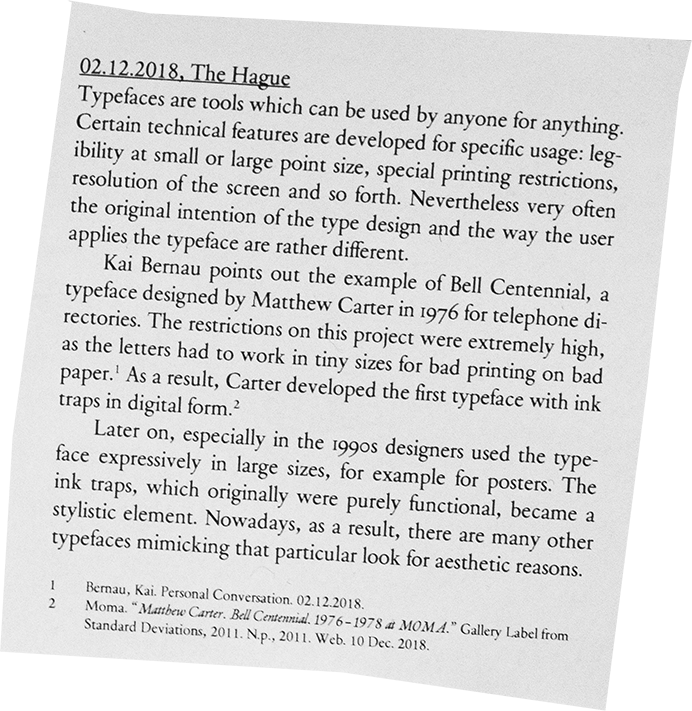 02.12.2018, The Hague
Typefaces are tools which can be used by anyone for anything.
Certain technical features are developed for specific usage: leg-
ibility at small or large point size, special printing restrictions,
resolution of the screen and so forth. Nevertheless very often
the original intention of the type design and the way the user
applies the typeface are rather different.
Kai Bernau points out the example of Bell Centennial, a
typeface designed by Matthew Carter in 1976 for telephone di-
rectories. The restrictions on this project were extremely high,
as the letters had to work in tiny sizes for bad printing on bad
paper.¹ As a result, Carter developed the first typeface with ink
traps in digital form.²
Later on, especially in the 1990s designers used the type-
face expressively in large sizes, for example for posters. The
ink traps, which originally were purely functional, became a
stylistic element. Nowadays, as a result, there are many other
typefaces mimicking that particular look for aesthetic reasons.
1 Bernau, Kai. Personal Conversation. 02.12.2018.
2 Moma. “Matthew Carter. Bell Centennial. 1976–1978 at MOMA.” Gallery Label from
Standard Deviations, 2011. N.p., 2011. Web. 10 Dec. 2018.